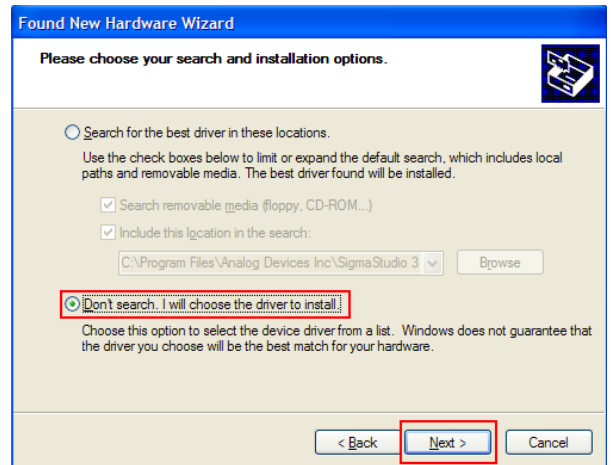 Found New Hardware Wizard
Please choose your search and installation options.
Search for the best driver in these locations.
Use the check boxes below to limit or expand the default search, which includes local
paths and removable media. The best driver found will be installed.
Search removable media (floppy, CD-ROM...)
Include this location in the search:
C:\Program Files\Analog Devices Inc\SigmaStudio 3
Browse
Don't search. I will choose the driver to install.
Choose this option to select the device driver from a list. Windows does not guarantee that
the driver you choose will be the best match for your hardware.
< Back
Next >
Cancel